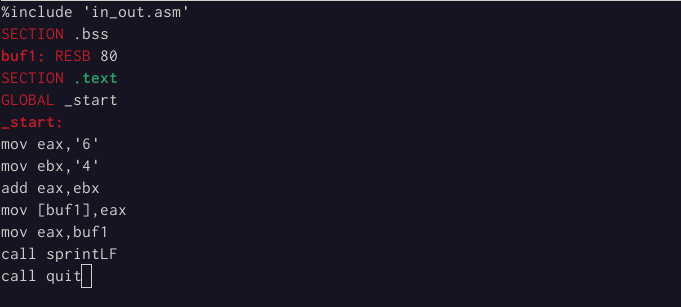 %include 'in_out.asm'
SECTION .bss
buf1: RESB 80
SECTION .text
GLOBAL _start
_start:
mov eax,'6'
mov ebx,'4'
add eax,ebx
mov [buf1],eax
mov eax,buf1
call sprintLF
call quit